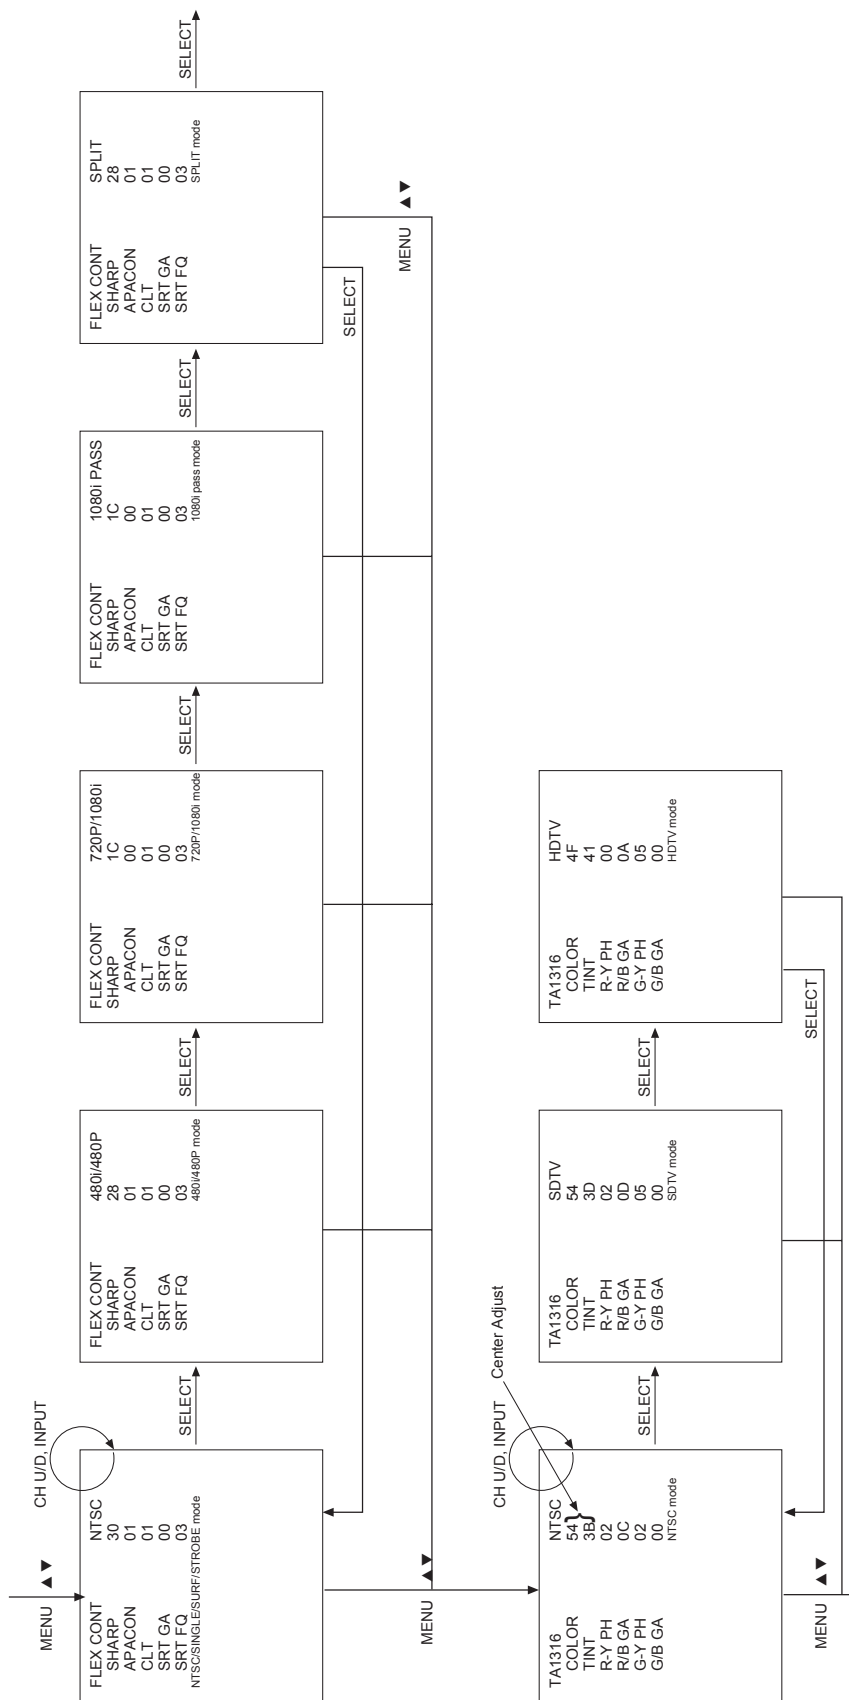 MENU ▲▼
CH U/D, INPUT
FLEX CONT NTSC
SHARP 30
APACON 01
CLT 01
SRT GA 00
SRT FQ 03
NTSC/SINGLE/SURF/STROBE mode
SELECT
FLEX CONT 480i/480P
SHARP 28
APACON 01
CLT 01
SRT GA 00
SRT FQ 03
480i/480P mode
SELECT
FLEX CONT 720P/1080i
SHARP 1C
APACON 00
CLT 01
SRT GA 00
SRT FQ 03
720P/1080i mode
SELECT
FLEX CONT 1080i PASS
SHARP 1C
APACON 00
CLT 01
SRT GA 00
SRT FQ 03
1080i pass mode
SELECT
FLEX CONT SPLIT
SHARP 28
APACON 01
CLT 01
SRT GA 00
SRT FQ 03
SPLIT mode
SELECT
SELECT
MENU ▲▼
MENU ▲▼
CH U/D, INPUT
Center Adjust
TA1316 NTSC
COLOR 54
TINT 3B
R-Y PH 02
R/B GA 0C
G-Y PH 02
G/B GA 00
NTSC mode
SELECT
TA1316 SDTV
COLOR 54
TINT 3D
R-Y PH 02
R/B GA 0D
G-Y PH 05
G/B GA 00
SDTV mode
SELECT
TA1316 HDTV
COLOR 4F
TINT 41
R-Y PH 00
R/B GA 0A
G-Y PH 05
G/B GA 00
HDTV mode
SELECT
MENU ▲▼